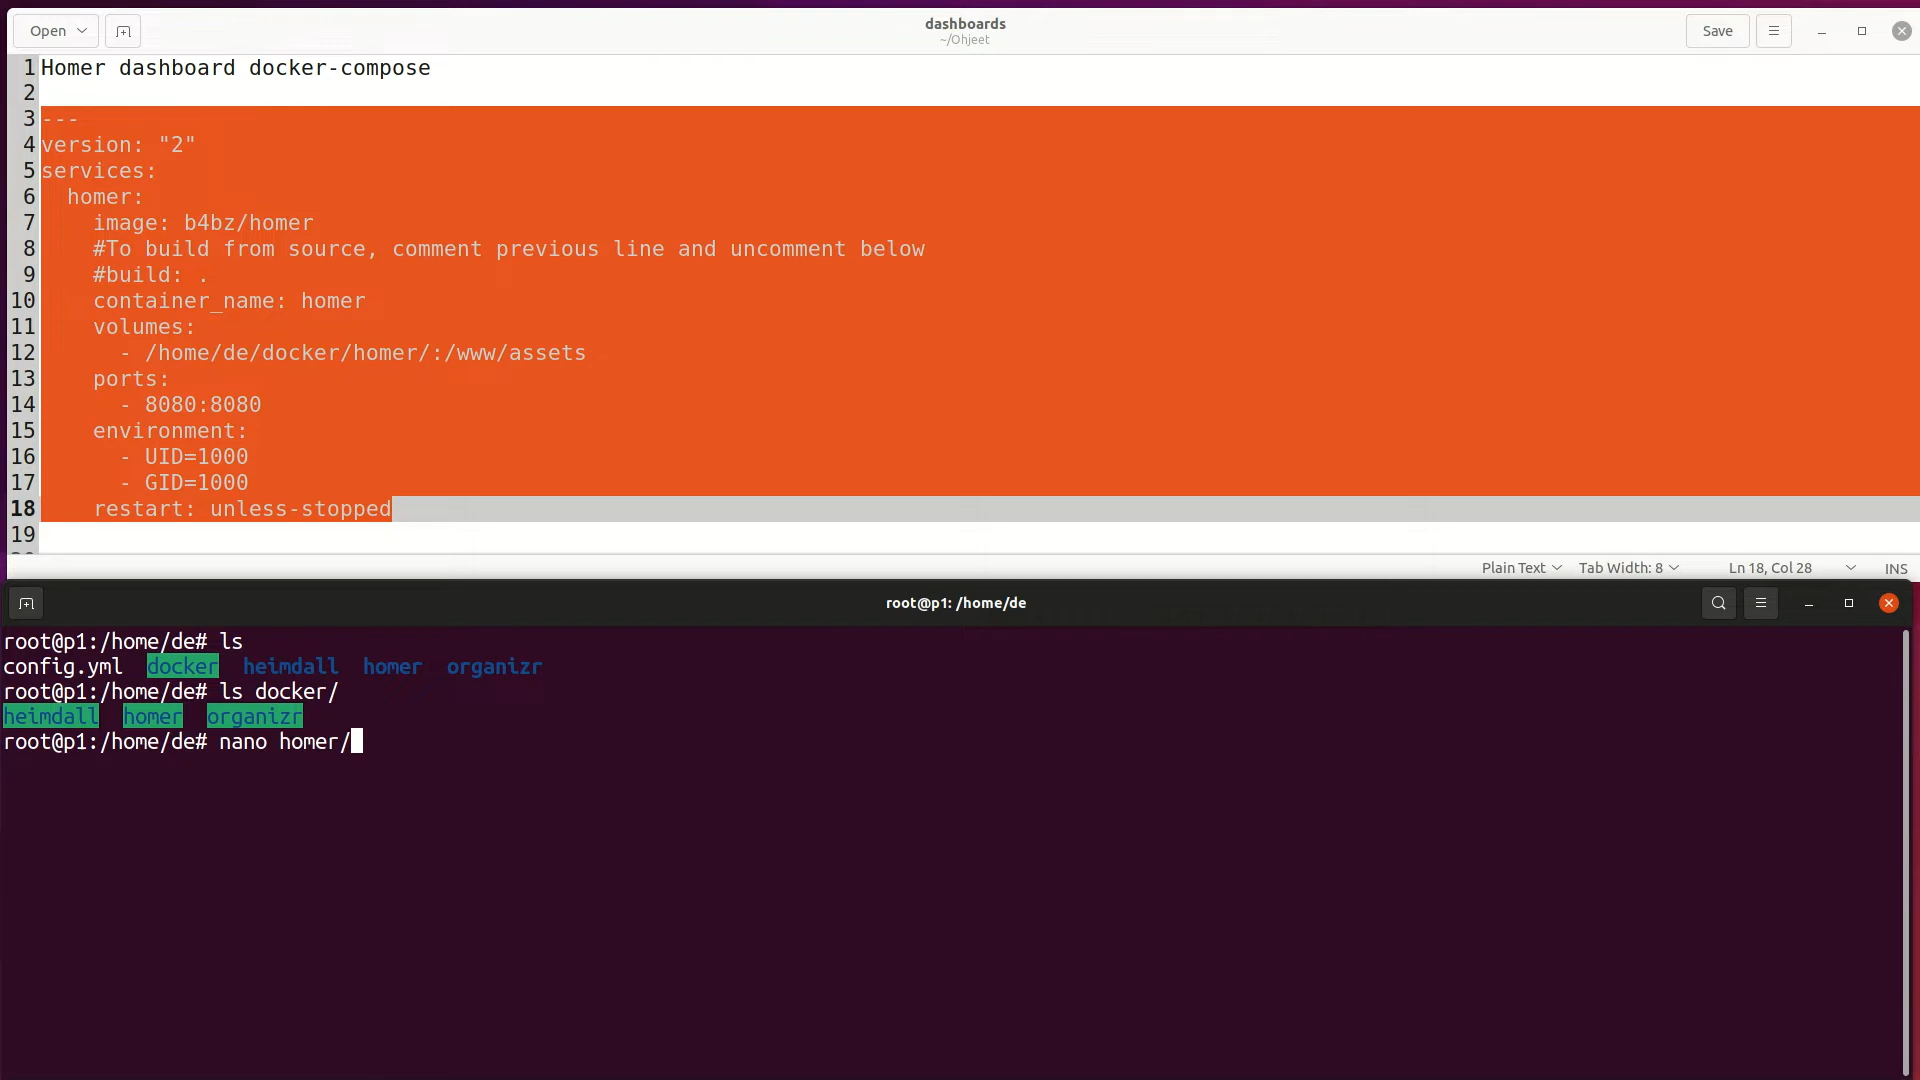 Open
dashboards
~/Ohjeet
Save
1 Homer dashboard docker-compose
2
3 ---
4 version: "2"
5 services:
6   homer:
7     image: b4bz/homer
8     #To build from source, comment previous line and uncomment below
9     #build: .
10     container_name: homer
11     volumes:
12       - /home/de/docker/homer/:/www/assets
13     ports:
14       - 8080:8080
15     environment:
16       - UID=1000
17       - GID=1000
18     restart: unless-stopped
19
Plain Text Tab Width: 8 Ln 18, Col 28 INS
root@p1: /home/de
root@p1:/home/de# ls
config.yml  docker  heimdall  homer  organizr
root@p1:/home/de# ls docker/
heimdall  homer  organizr
root@p1:/home/de# nano homer/